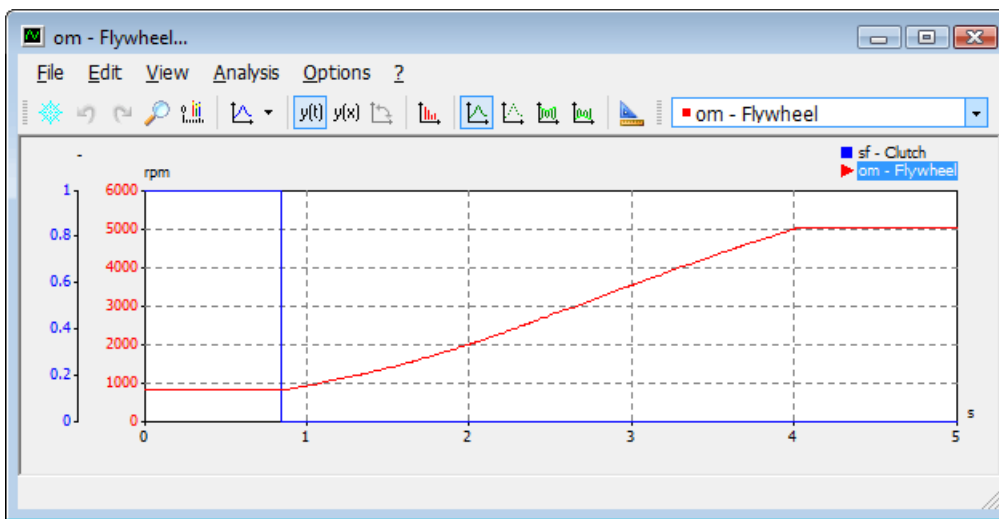 om - Flywheel...
File Edit View Analysis Options ?
y(t) y(x) om - Flywheel
-
sf - Clutch
rpm
om - Flywheel
1 6000
5000
0.8
4000
0.6
3000
0.4
2000
0.2
1000
0 0
s
0 1 2 3 4 5